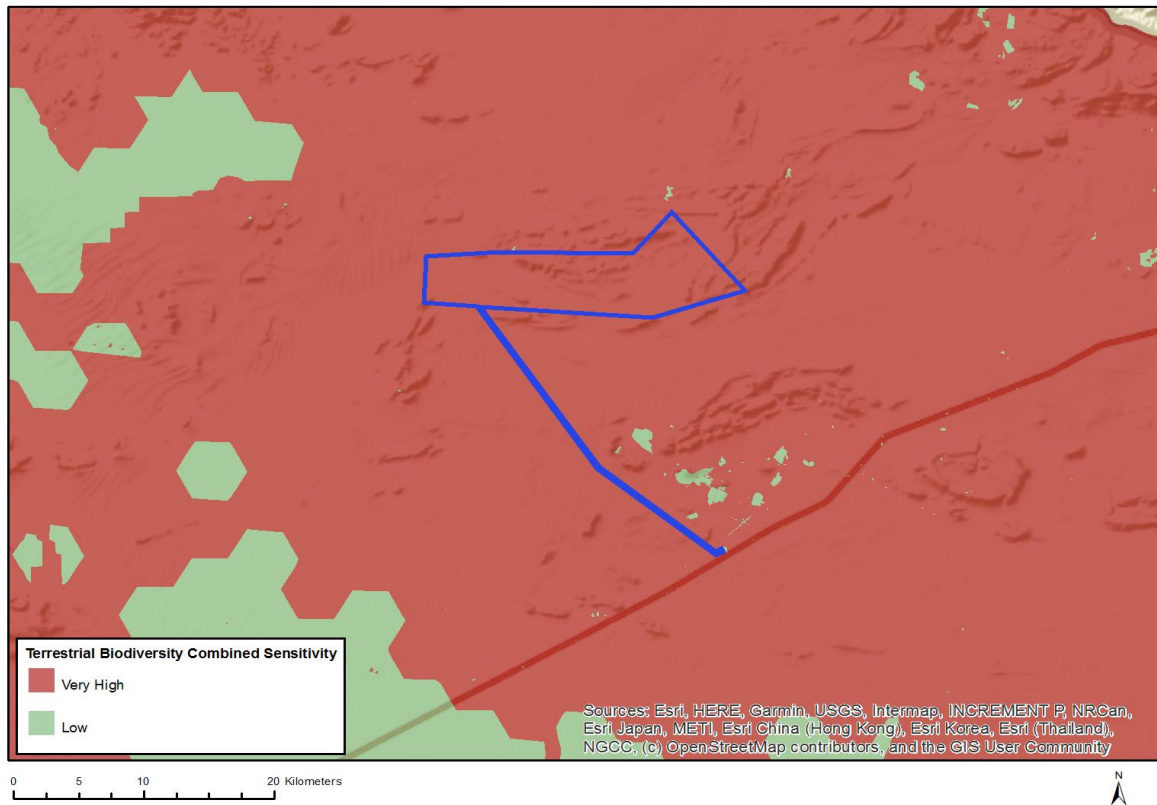 Terrestrial Biodiversity Combined Sensitivity
Very High
Low
Sources: Esri, HERE, Garmin, USGS, Intermap, INCREMENT P, NRCan,
Esri Japan, METI, Esri China (Hong Kong), Esri Korea, Esri (Thailand),
NGCC, (c) OpenStreetMap contributors, and the GIS User Community
0 5 10 20 Kilometers
N